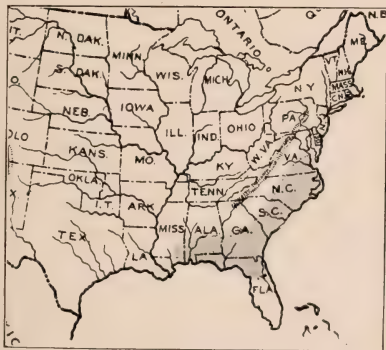 ONTARIO
Q
N.B.
ME.
N. DAK.
MINN.
VT.
N.H.
S. DAK.
WIS.
MICH.
N Y
MASS
IOWA
PA.
NEB.
ILL.
IND.
OHIO
W. VA.
VA.
OLO
KANS.
MO.
KY
OKLA.
TENN.
N.C.
I.T.
ARK
S.C.
X
TEX
MISS
ALA.
GA.
LA
FLA